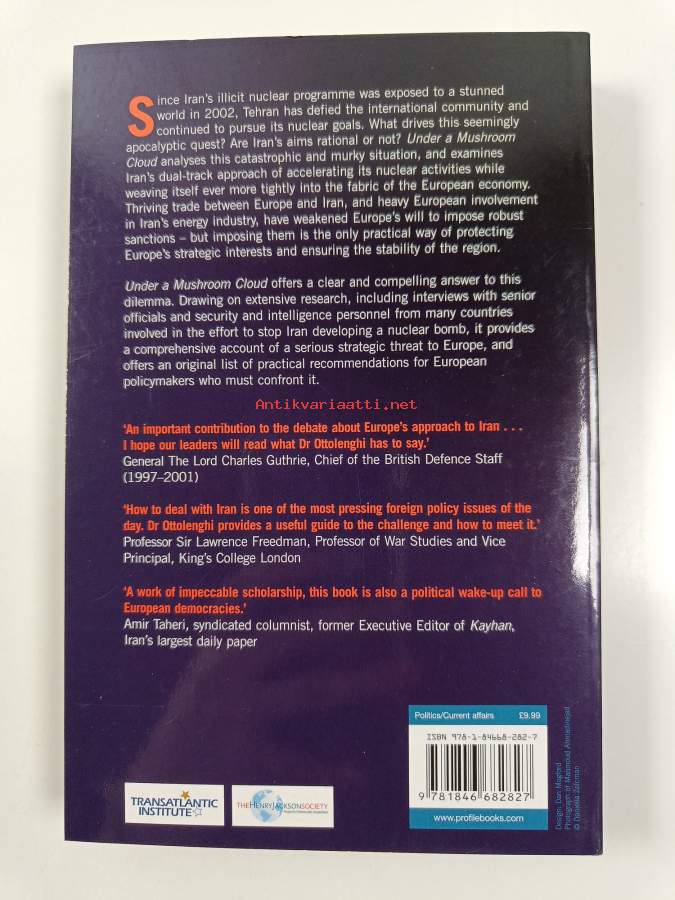 Since Iran's illicit nuclear programme was exposed to a stunned
world in 2002, Tehran has defied the international community and
continued to pursue its nuclear goals. What drives this seemingly
apocalyptic quest? Are Iran's aims rational or not? Under a Mushroom
Cloud analyses this catastrophic and murky situation, and examines
Iran's dual-track approach of accelerating its nuclear activities while
weaving itself ever more tightly into the fabric of the European economy.
Thriving trade between Europe and Iran, and heavy European involvement
in Iran's energy industry, have weakened Europe's will to impose robust
sanctions – but imposing them is the only practical way of protecting
Europe's strategic interests and ensuring the stability of the region.
Under a Mushroom Cloud offers a clear and compelling answer to this
dilemma. Drawing on extensive research, including interviews with senior
officials and security and intelligence personnel from many countries
involved in the effort to stop Iran developing a nuclear bomb, it provides
a comprehensive account of a serious strategic threat to Europe, and
offers an original list of practical recommendations for European
policymakers who must confront it.
Antikvariaatti.net
'An important contribution to the debate about Europe's approach to Iran . . .
I hope our leaders will read what Dr Ottolenghi has to say.'
General The Lord Charles Guthrie, Chief of the British Defence Staff
(1997–2001)
'How to deal with Iran is one of the most pressing foreign policy issues of the
day. Dr Ottolenghi provides a useful guide to the challenge and how to meet it.'
Professor Sir Lawrence Freedman, Professor of War Studies and Vice
Principal, King's College London
'A work of impeccable scholarship, this book is also a political wake-up call to
European democracies.'
Amir Taheri, syndicated columnist, former Executive Editor of Kayhan,
Iran's largest daily paper
Politics/Current affairs £9.99
ISBN 978-1-84668-282-7
9 781846 682827
www.profilebooks.com
TRANSATLANTIC
INSTITUTE
THE HENRY JACKSON SOCIETY
Design: Dan Mogford
Photograph of Mahmoud Ahmadinejad